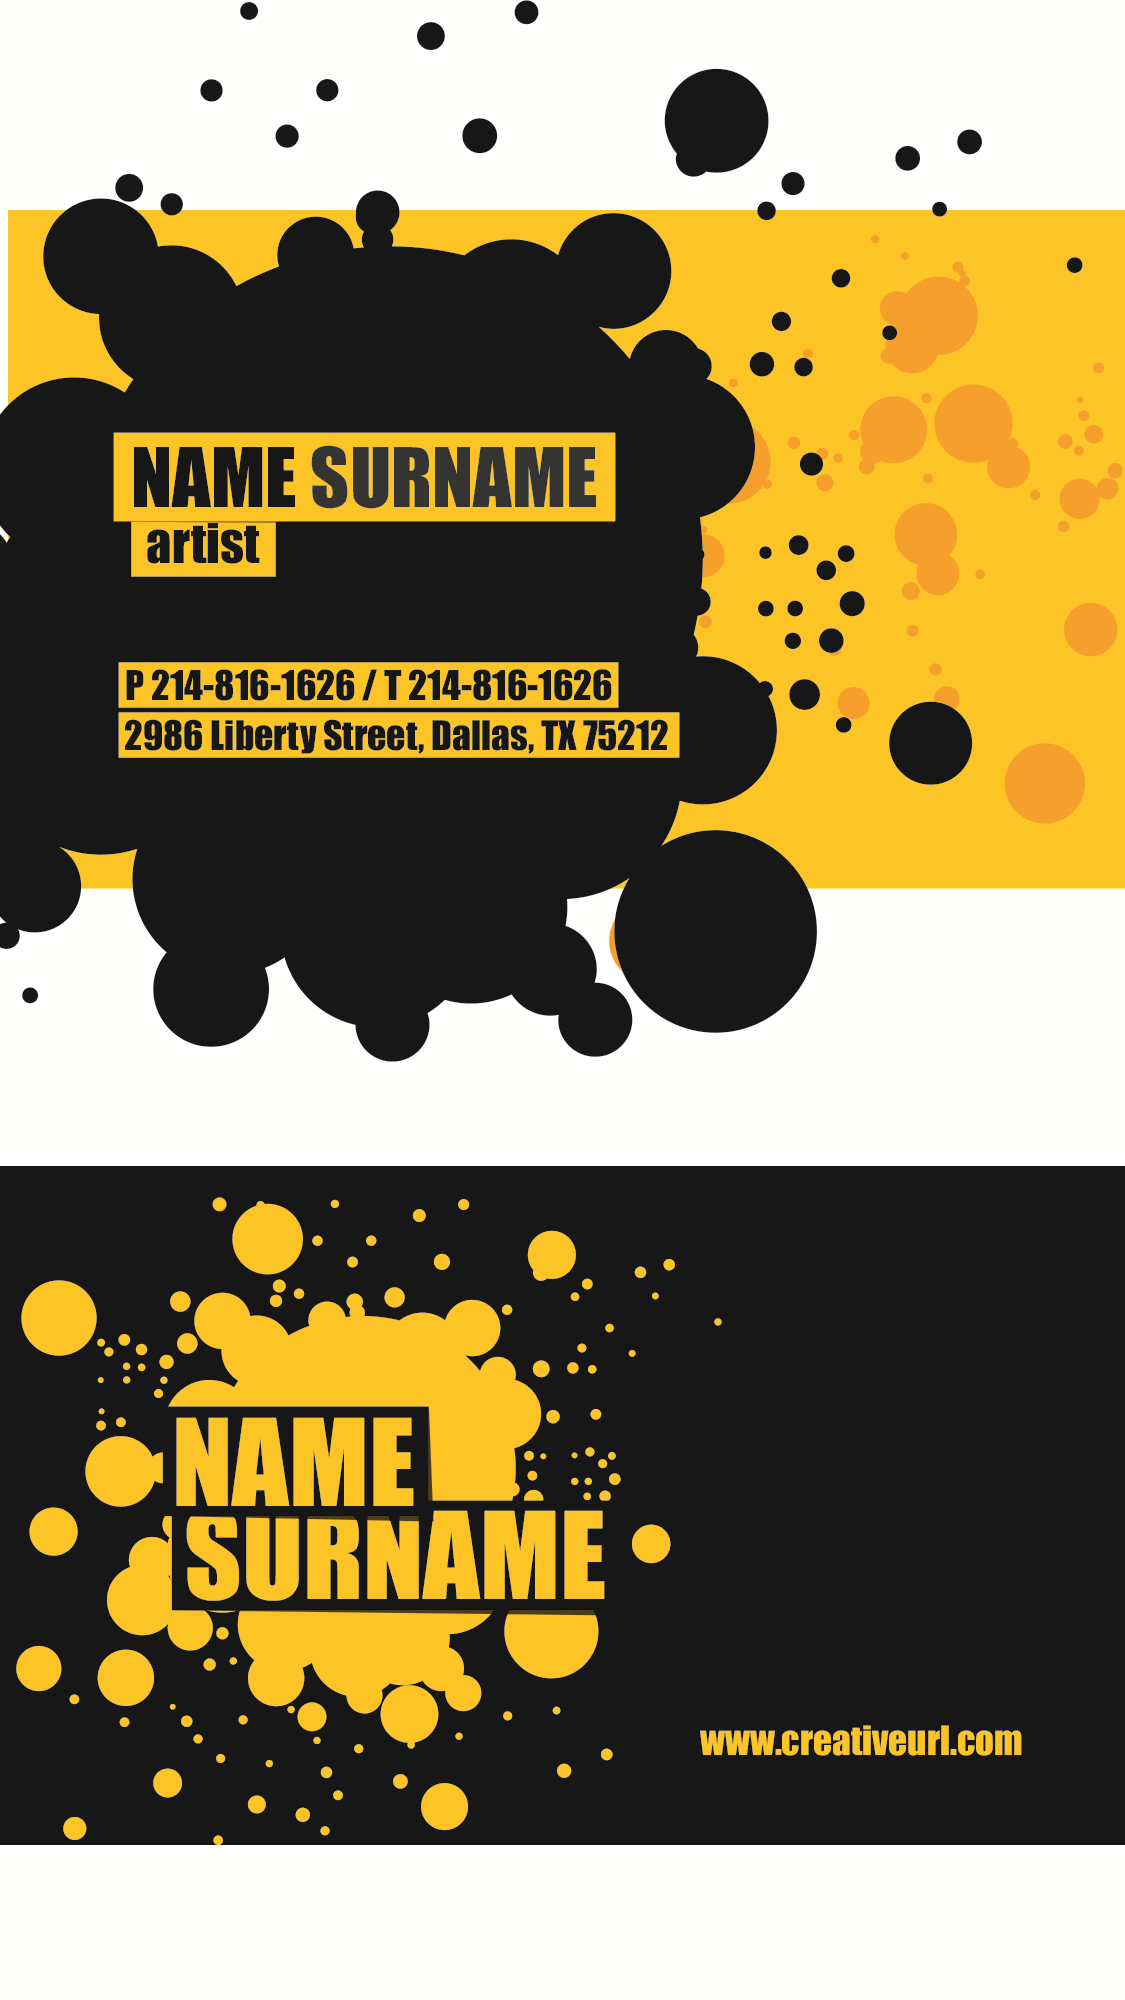 NAME SURNAME
artist
P 214-816-1626 / T 214-816-1626
2986 Liberty Street, Dallas, TX 75212
NAME
SURNAME
www.creativeurl.com